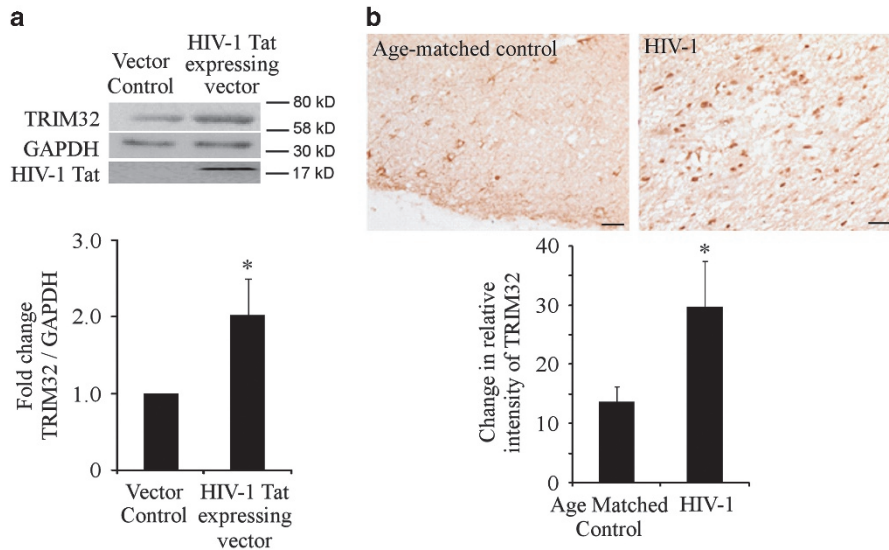 a
Vector
Control
HIV-1 Tat
expressing
vector
TRIM32
GAPDH
HIV-1 Tat
80 kD
58 kD
30 kD
17 kD
Fold change
TRIM32 / GAPDH
3.0
2.0
1.0
0
*
Vector
Control
HIV-1 Tat
expressing
vector
b
Age-matched control
HIV-1
Change in relative
intensity of TRIM32
40
30
20
10
0
*
Age Matched
Control
HIV-1